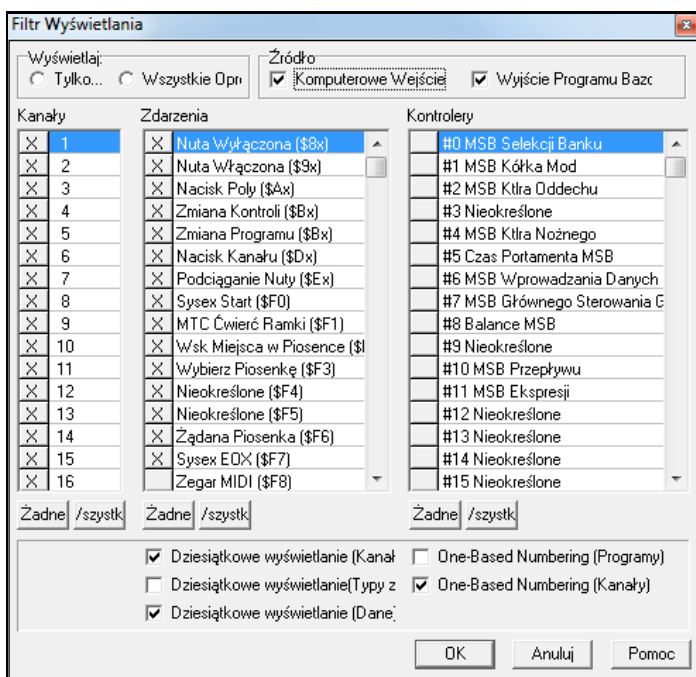 Filtr Wyświetlania
Wyświetlaj:
Tylko... Wszystkie Opr
Źródło
Komputerowe Wejście Wyjście Programu Bazc
Kanały Zdarzenia Kontrolery
X 1 X Nuta Wyłączona ($8x) #0 MSB Selekcji Banku
X 2 X Nuta Włączona ($9x) #1 MSB Kółka Mod
X 3 X Nacisk Poly ($Ax) #2 MSB Ktlra Oddechu
X 4 X Zmiana Kontroli ($Bx) #3 Nieokreślone
X 5 X Zmiana Programu ($Bx) #4 MSB Ktlra Nożnego
X 6 X Nacisk Kanału ($Dx) #5 Czas Portamenta MSB
X 7 X Podciąganie Nuty ($Ex) #6 MSB Wprowadzania Danych
X 8 X Sysex Start ($F0) #7 MSB Głównego Sterowania G
X 9 X MTC Ćwierć Ramki ($F1) #8 Balance MSB
X 10 X Wsk Miejsca w Piosence ($I #9 Nieokreślone
X 11 X Wybierz Piosenkę ($F3) #10 MSB Przepływu
X 12 X Nieokreślone ($F4) #11 MSB Ekspresji
X 13 X Nieokreślone ($F5) #12 Nieokreślone
X 14 X Żądana Piosenka ($F6) #13 Nieokreślone
X 15 X Sysex EOX ($F7) #14 Nieokreślone
X 16 Zegar MIDI ($F8) #15 Nieokreślone
Żadne /szystk Żadne /szystk Żadne /szystk
Dziesiątkowe wyświetlanie (Kanał One-Based Numbering (Programy)
Dziesiątkowe wyświetlanie(Typy z One-Based Numbering (Kanały)
Dziesiątkowe wyświetlanie (Dane)
OK Anuluj Pomoc